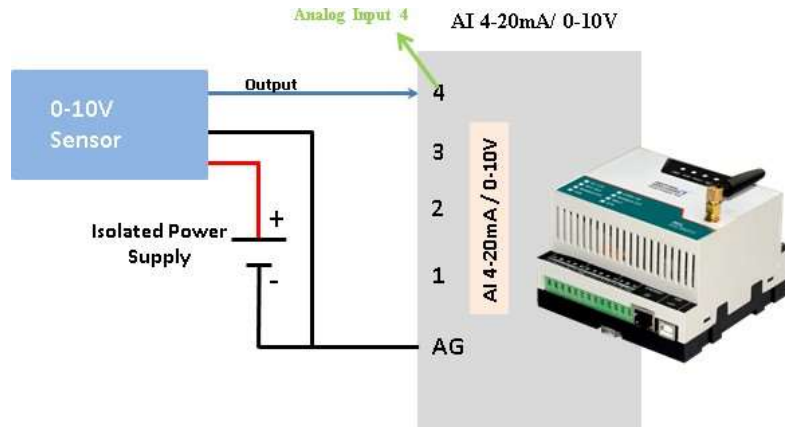 Analog Input 4
AI 4-20mA/ 0-10V
Output
4
0-10V
Sensor
3
2
AI 4-20mA / 0-10V
+
Isolated Power
Supply
-
1
AG